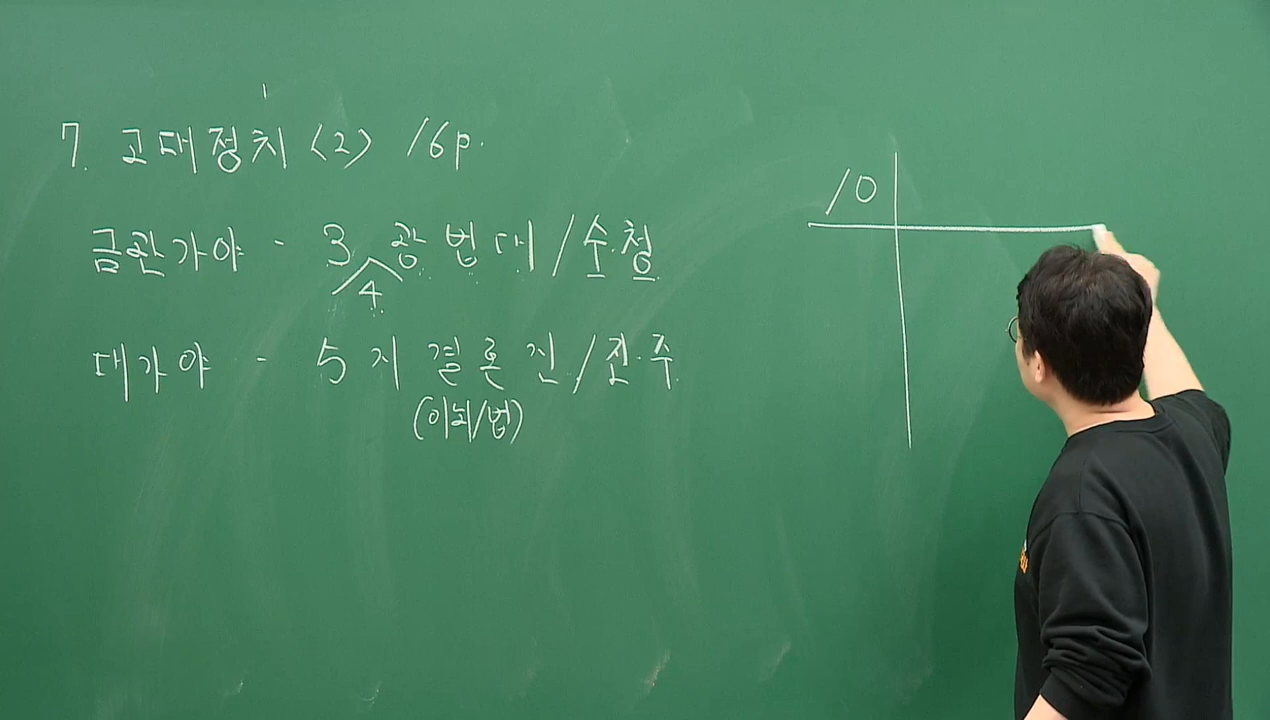 7. 고대정치 <2> 16p.
금관가야 - 3 광 법 대 / 수.청
4
대가야 - 5 지 결 혼 진 / 진.주
(이뇌/법)
10